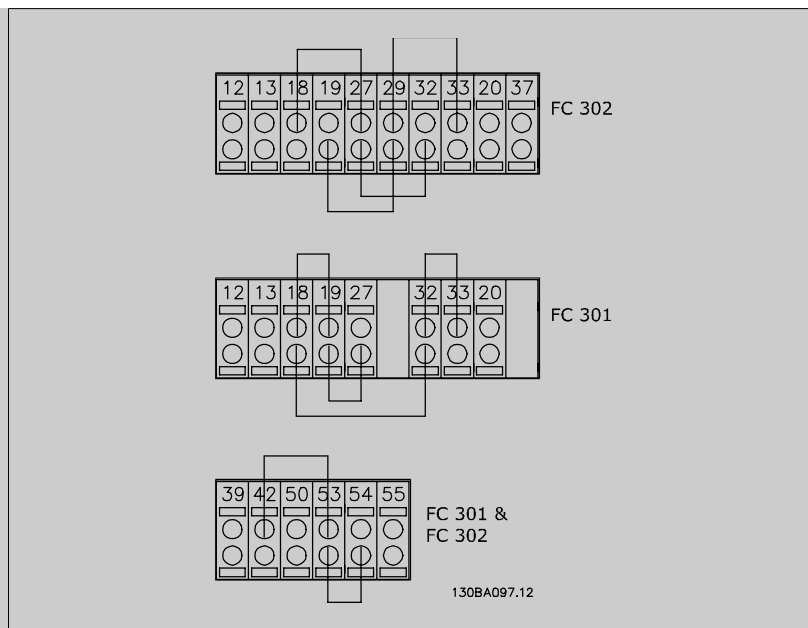 12 13 18 19 27 29 32 33 20 37
FC 302
12 13 18 19 27 32 33 20
FC 301
39 42 50 53 54 55
FC 301 &
FC 302
130BA097.12